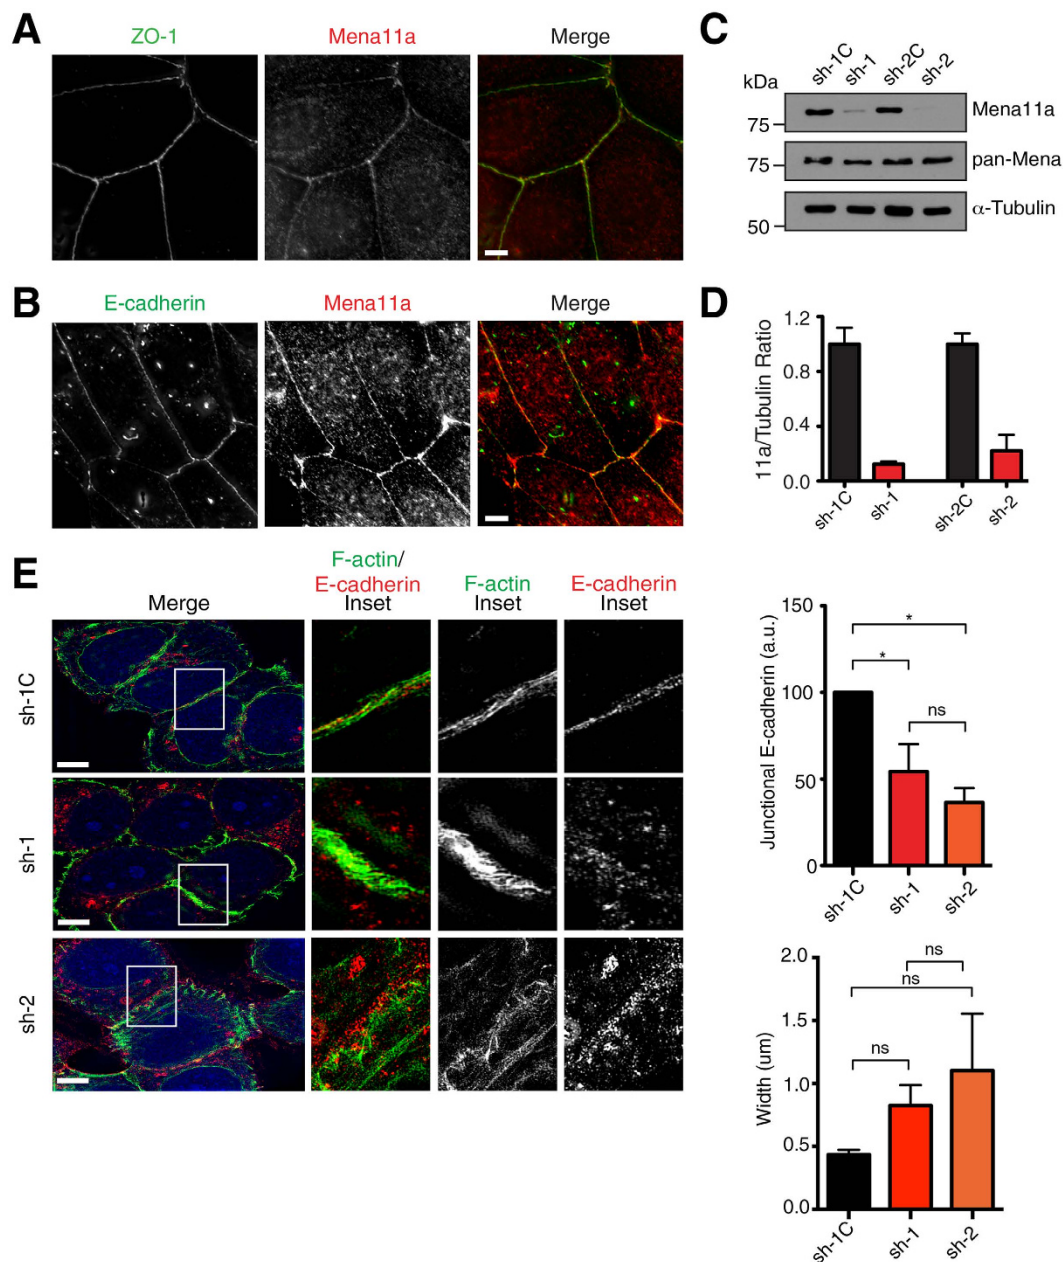 A
ZO-1
Mena11a
Merge
B
E-cadherin
Mena11a
Merge
C
sh-1C
sh-1
sh-2C
sh-2
kDa
75
Mena11a
75
pan-Mena
50
α-Tubulin
D
11a/Tubulin Ratio
1.2
0.8
0.4
0.0
sh-1C
sh-1
sh-2C
sh-2
E
Merge
F-actin/
E-cadherin
Inset
F-actin
Inset
E-cadherin
Inset
sh-1C
sh-1
sh-2
Junctional E-cadherin (a.u.)
150
100
50
0
*
*
ns
sh-1C
sh-1
sh-2
Width (um)
2.0
1.5
1.0
0.5
0.0
ns
ns
ns
sh-1C
sh-1
sh-2